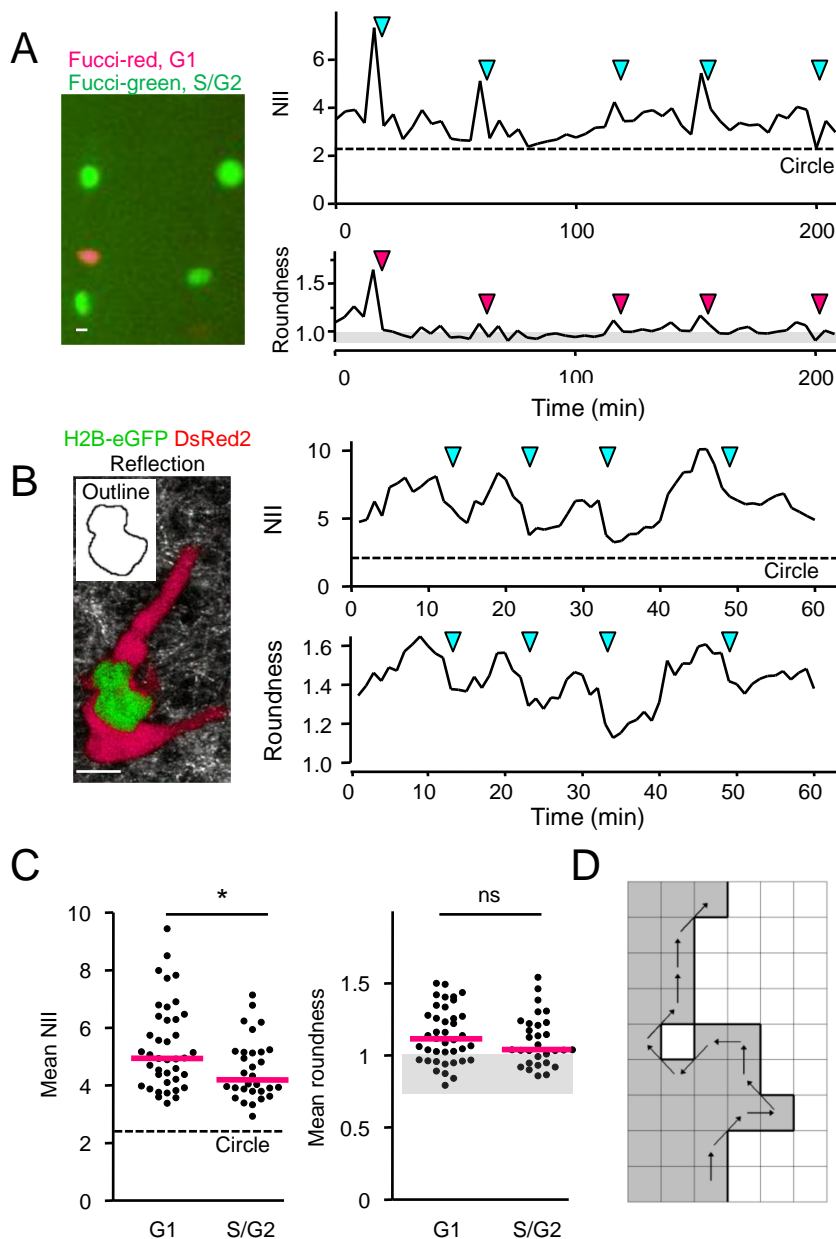 A
Fucci-red, G1
Fucci-green, S/G2
NII
6
4
2
0
Circle
0 100 200
Roundness
1.5
1.0
0 100 200
Time (min)
B
H2B-eGFP DsRed2
Reflection
Outline
NII
10
5
0
Circle
0 10 20 30 40 50 60
Roundness
1.6
1.4
1.2
1.0
0 10 20 30 40 50 60
Time (min)
C
*
Mean NII
10
8
6
4
2
0
Circle
G1 S/G2
ns
Mean roundness
1.5
1
0.5
0
G1 S/G2
D